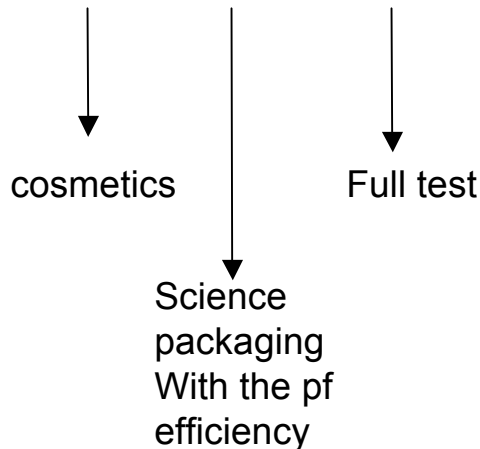 cosmetics
Full test
Science
packaging
With the pf
efficiency